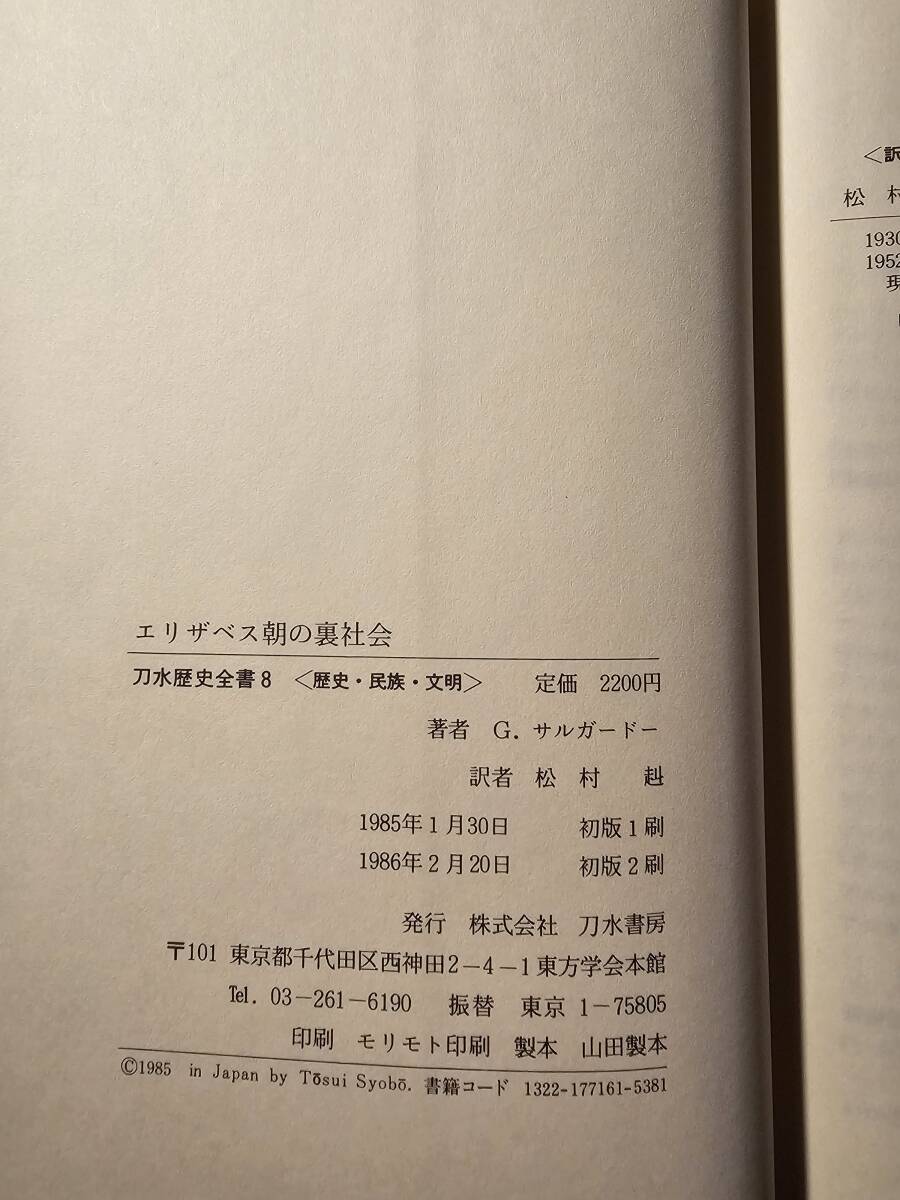 エリザベス朝の裏社会
刀水歴史全書8 〈歴史・民族・文明〉 定価 2200円
著者 G. サルガードー
訳者 松村 赳
1985年1月30日 初版1刷
1986年2月20日 初版2刷
発行 株式会社 刀水書房
〒101 東京都千代田区西神田2-4-1東方学会本館
Tel. 03-261-6190 振替 東京 1-75805
印刷 モリモト印刷 製本 山田製本
©1985 in Japan by Tōsui Syobō. 書籍コード 1322-177161-5381
〈訳
松 村
1930
1952
現